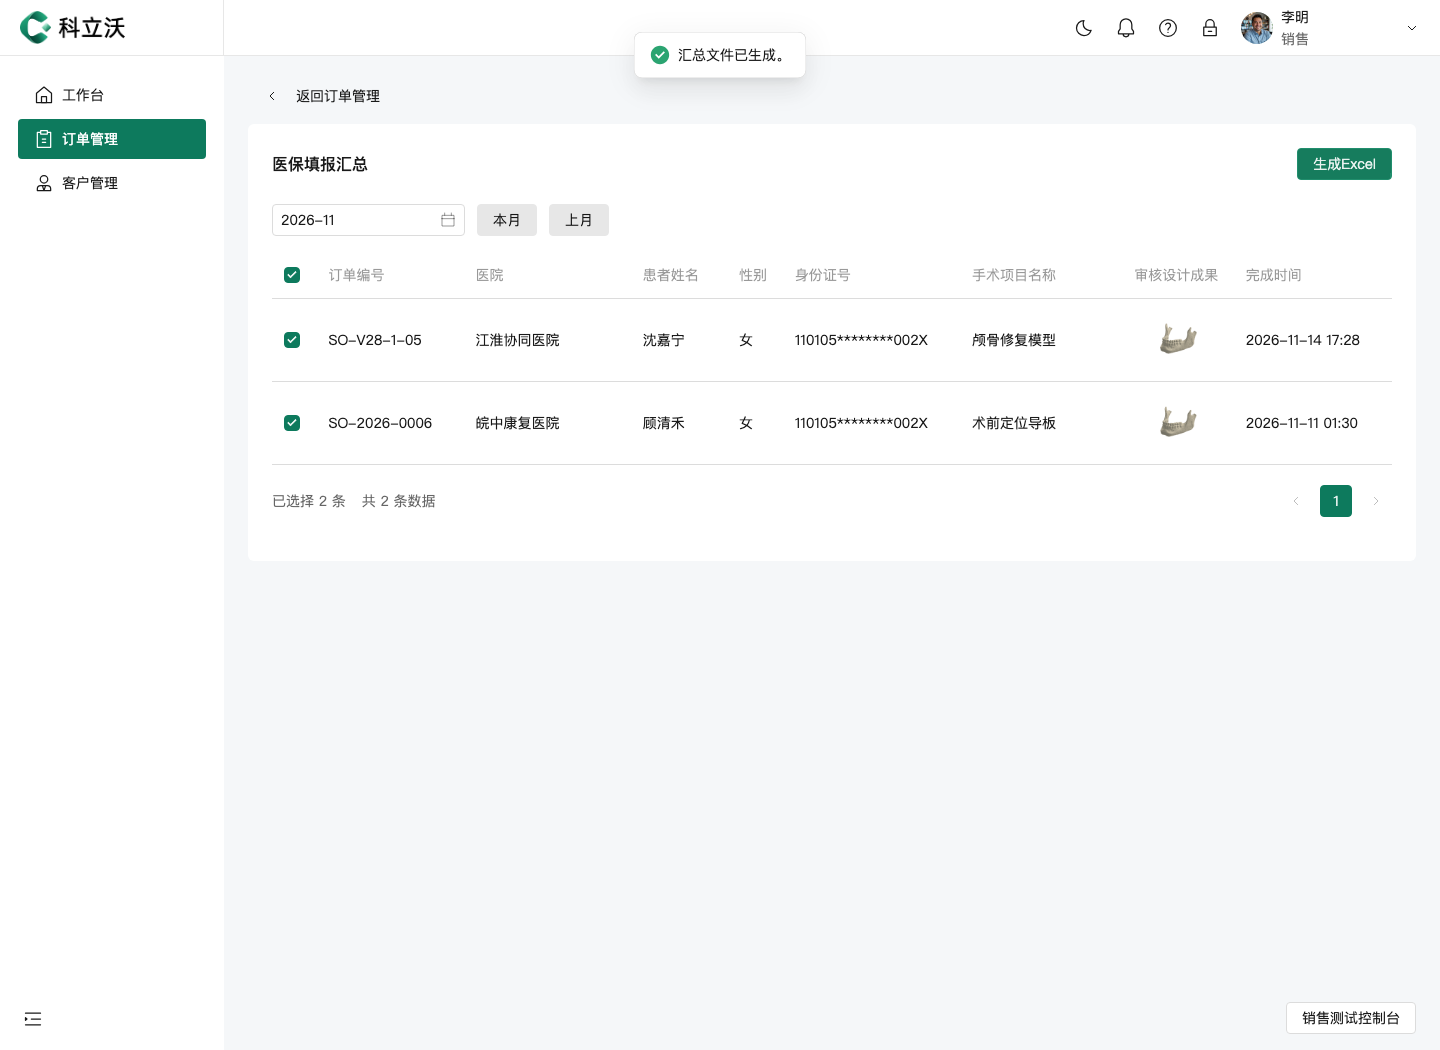 科立沃
李明
销售
汇总文件已生成。
工作台
订单管理
客户管理
返回订单管理
医保填报汇总
生成Excel
2026-11
本月
上月
订单编号 医院 患者姓名 性别 身份证号 手术项目名称 审核设计成果 完成时间
SO-V28-1-05 江淮协同医院 沈嘉宁 女 110105********002X 颅骨修复模型 2026-11-14 17:28
SO-2026-0006 皖中康复医院 顾清禾 女 110105********002X 术前定位导板 2026-11-11 01:30
已选择 2 条 共 2 条数据
1
销售测试控制台